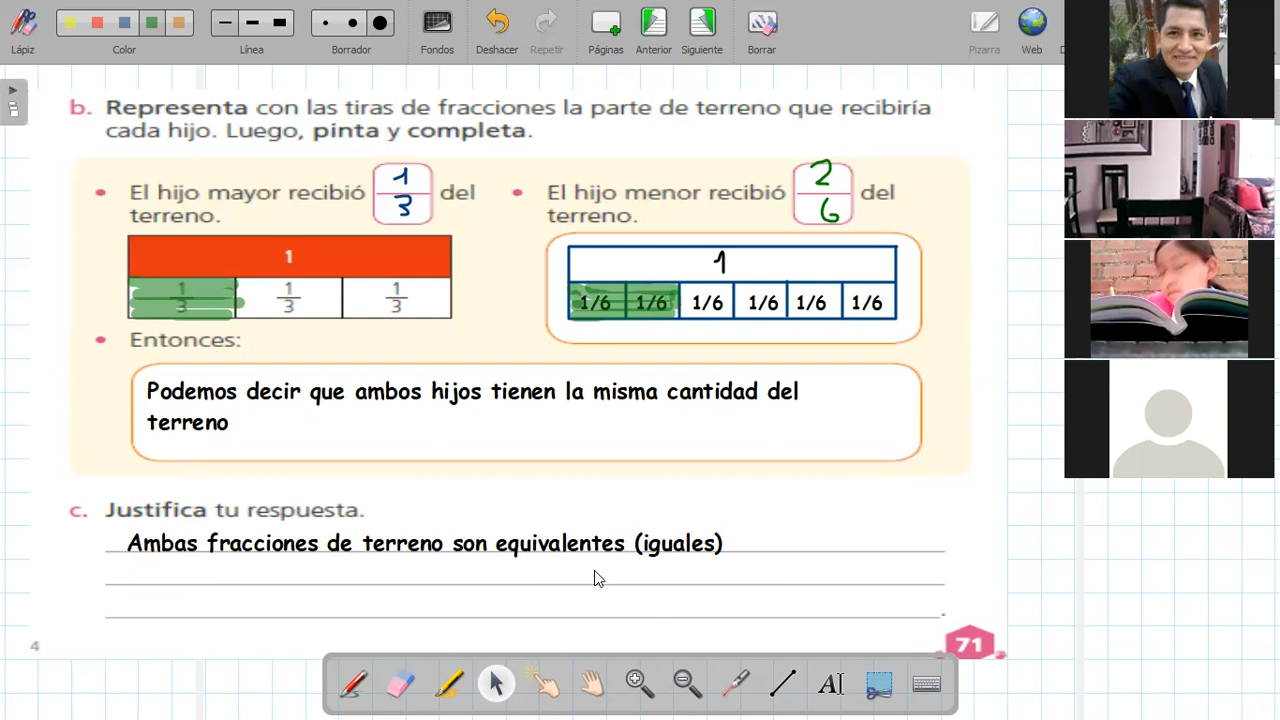 Lápiz
Color
Línea
Borrador
Fondos
Deshacer
Repetir
Páginas
Anterior
Siguiente
Borrar
Pizarra
Web
b. Representa con las tiras de fracciones la parte de terreno que recibiría
cada hijo. Luego, pinta y completa.
• El hijo mayor recibió 1/3 del
terreno.
1
1/3 1/3 1/3
• El hijo menor recibió 2/6 del
terreno.
1
1/6 1/6 1/6 1/6 1/6 1/6
• Entonces:
Podemos decir que ambos hijos tienen la misma cantidad del
terreno
c. Justifica tu respuesta.
Ambas fracciones de terreno son equivalentes (iguales)
4
71